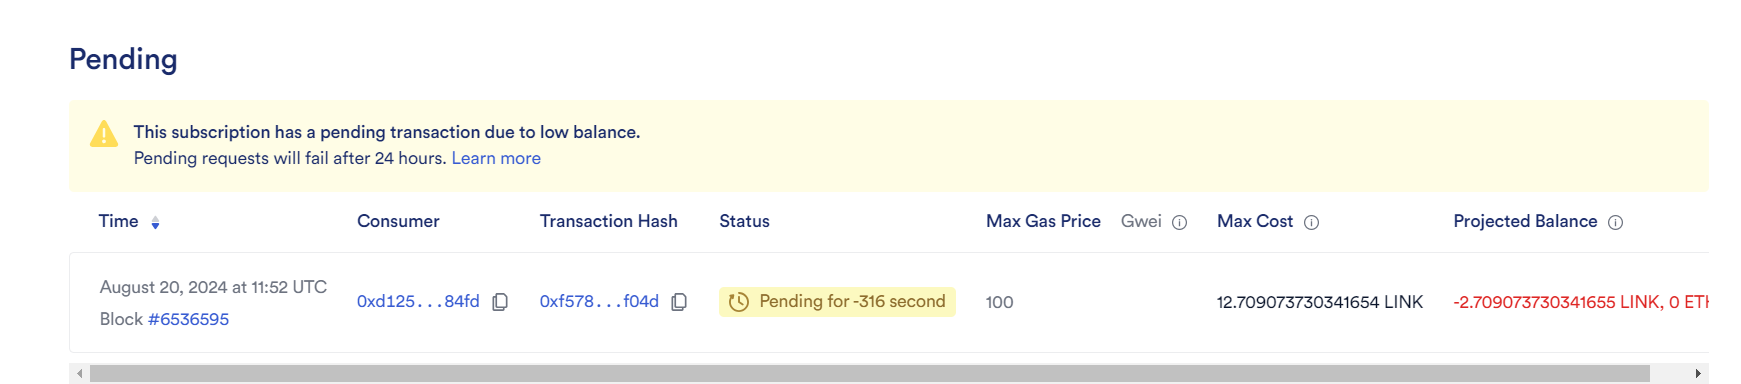 Pending
This subscription has a pending transaction due to low balance.
Pending requests will fail after 24 hours. Learn more
Time Consumer Transaction Hash Status Max Gas Price Gwei Max Cost Projected Balance
August 20, 2024 at 11:52 UTC
0xd125...84fd 0xf578...f04d Pending for -316 second 100 12.709073730341654 LINK -2.709073730341655 LINK, 0 ETH
Block #6536595